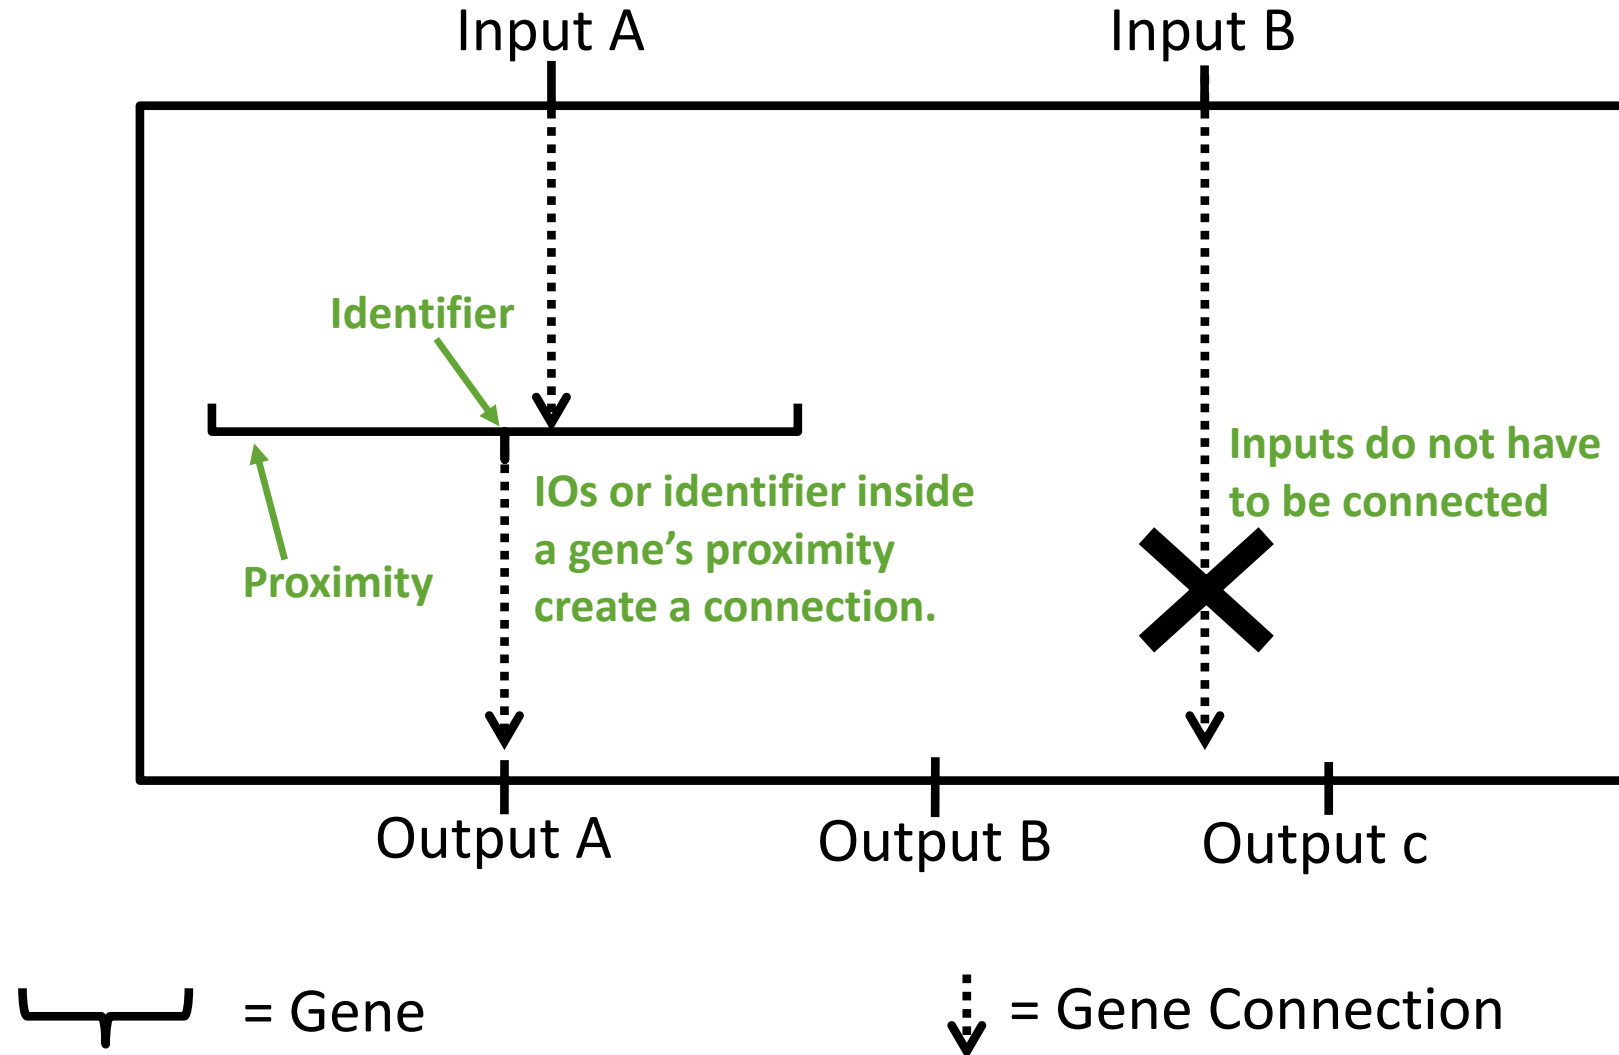 Input A
Input B
Identifier
Proximity
IOs or identifier inside
a gene's proximity
create a connection.
Inputs do not have
to be connected
Output A
Output B
Output c
= Gene
= Gene Connection